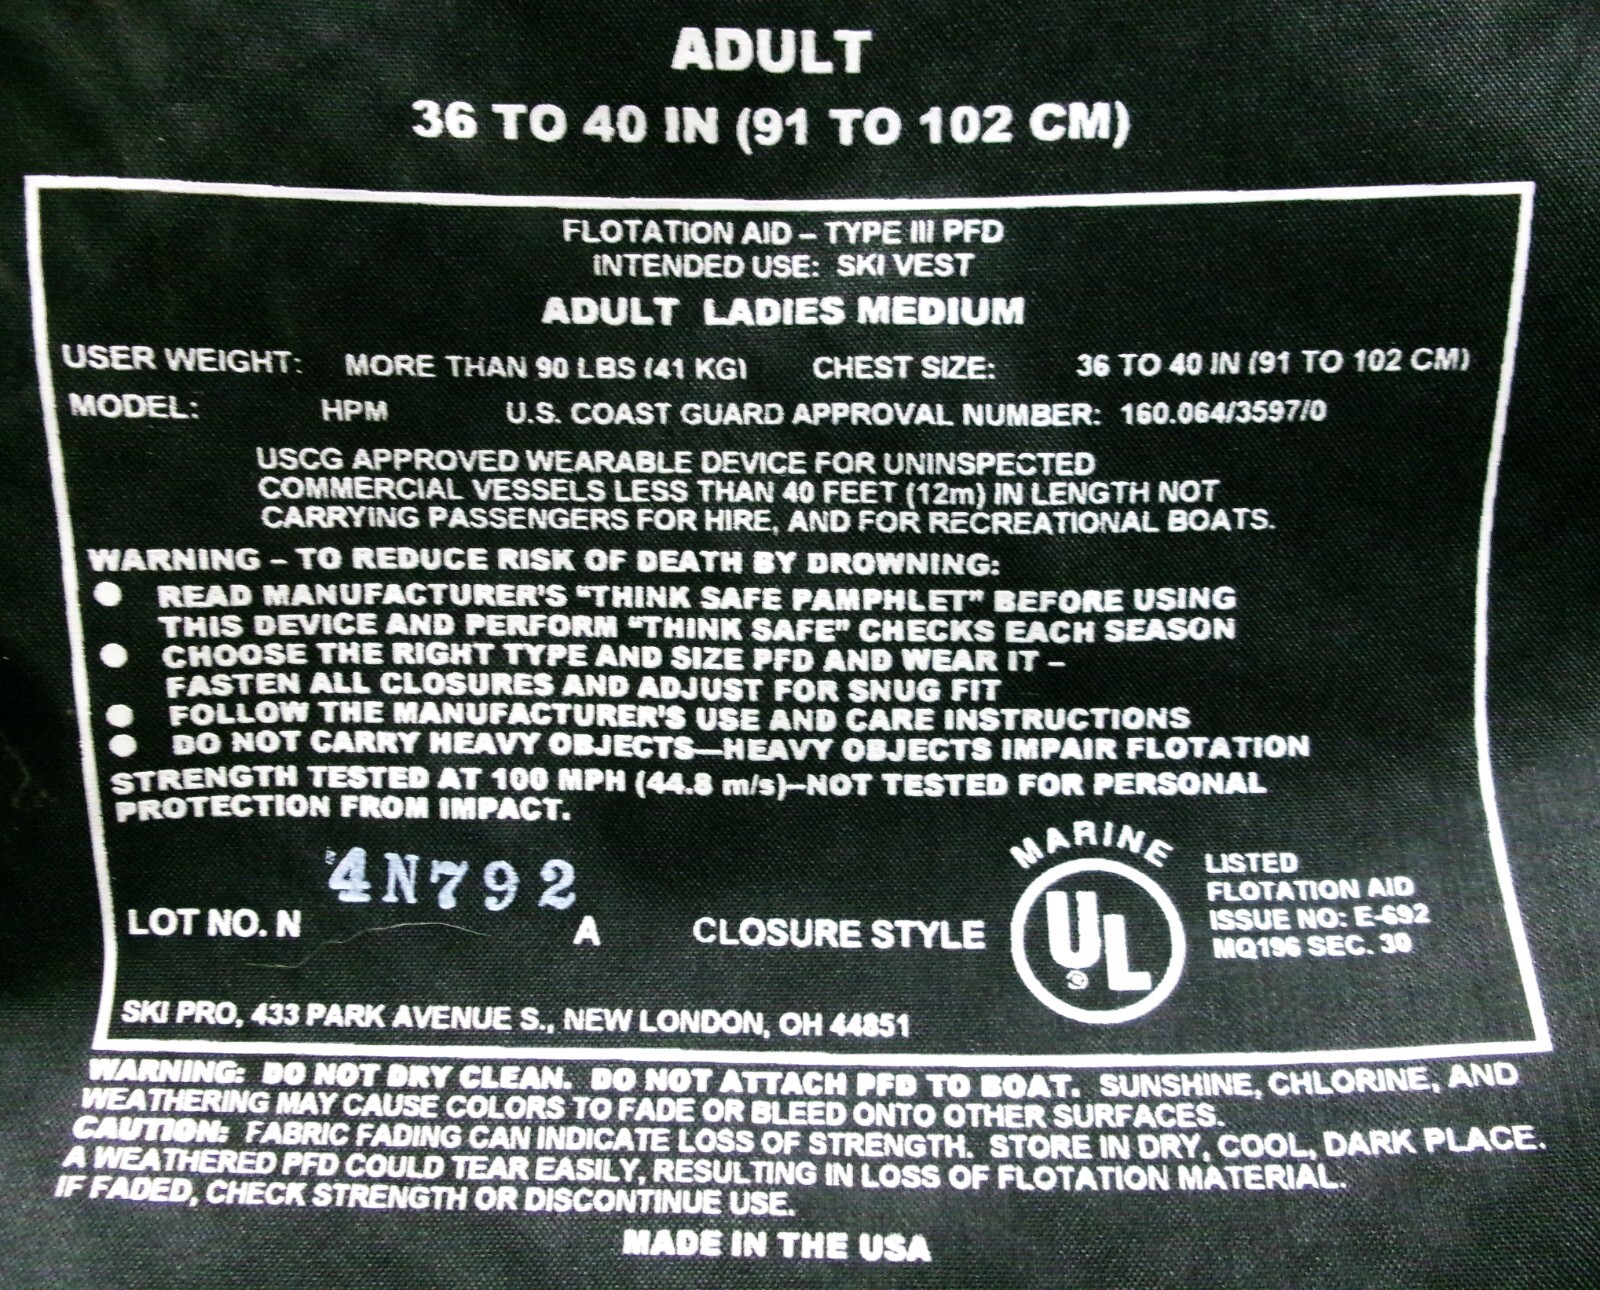 ADULT
36 TO 40 IN (91 TO 102 CM)
FLOTATION AID – TYPE III PFD
INTENDED USE: SKI VEST
ADULT LADIES MEDIUM
USER WEIGHT: MORE THAN 90 LBS (41 KG) CHEST SIZE: 36 TO 40 IN (91 TO 102 CM)
MODEL: HPM U.S. COAST GUARD APPROVAL NUMBER: 160.064/3597/0
USCG APPROVED WEARABLE DEVICE FOR UNINSPECTED
COMMERCIAL VESSELS LESS THAN 40 FEET (12m) IN LENGTH NOT
CARRYING PASSENGERS FOR HIRE, AND FOR RECREATIONAL BOATS.
WARNING – TO REDUCE RISK OF DEATH BY DROWNING:
● READ MANUFACTURER'S "THINK SAFE PAMPHLET" BEFORE USING
THIS DEVICE AND PERFORM "THINK SAFE" CHECKS EACH SEASON
● CHOOSE THE RIGHT TYPE AND SIZE PFD AND WEAR IT –
FASTEN ALL CLOSURES AND ADJUST FOR SNUG FIT
● FOLLOW THE MANUFACTURER'S USE AND CARE INSTRUCTIONS
● DO NOT CARRY HEAVY OBJECTS—HEAVY OBJECTS IMPAIR FLOTATION
STRENGTH TESTED AT 100 MPH (44.8 m/s)–NOT TESTED FOR PERSONAL
PROTECTION FROM IMPACT.
4N792
LOT NO. N A CLOSURE STYLE
MARINE
UL
®
LISTED
FLOTATION AID
ISSUE NO: E-692
MQ196 SEC. 30
SKI PRO, 433 PARK AVENUE S., NEW LONDON, OH 44851
WARNING: DO NOT DRY CLEAN. DO NOT ATTACH PFD TO BOAT. SUNSHINE, CHLORINE, AND
WEATHERING MAY CAUSE COLORS TO FADE OR BLEED ONTO OTHER SURFACES.
CAUTION: FABRIC FADING CAN INDICATE LOSS OF STRENGTH. STORE IN DRY, COOL, DARK PLACE.
A WEATHERED PFD COULD TEAR EASILY, RESULTING IN LOSS OF FLOTATION MATERIAL.
IF FADED, CHECK STRENGTH OR DISCONTINUE USE.
MADE IN THE USA